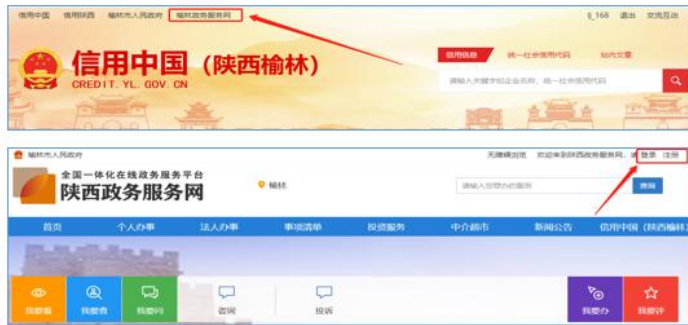 信用中国 信用陕西 榆林市人民政府 榆林政务服务网 退出 交流互动
信用中国（陕西榆林）
CREDIT. YL. GOV. CN
信用信息 统一社会信用代码 站内文章
请输入关键字如企业名称、统一社会信用代码
榆林市人民政府 无障碍浏览 欢迎来到陕西政务服务网，请 登录 注册
全国一体化在线政务服务平台
陕西政务服务网
榆林
请输入您想办的服务 查询
首页 个人办事 法人办事 事项清单 投资服务 中介超市 新闻公告 信用中国（陕西榆林）
我要看 我要查 我要问 咨询 投诉 我要办 我要评